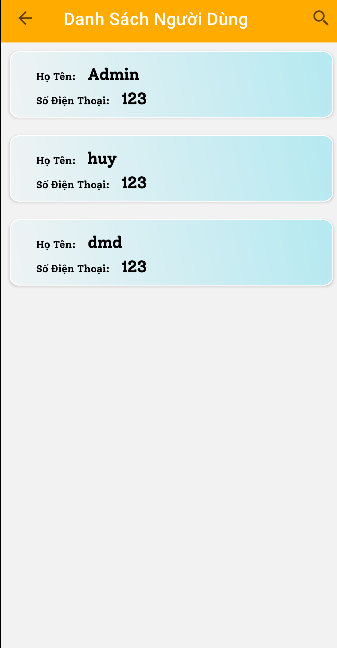 Danh Sách Người Dùng
Họ Tên: Admin
Số Điện Thoại: 123
Họ Tên: huy
Số Điện Thoại: 123
Họ Tên: dmd
Số Điện Thoại: 123